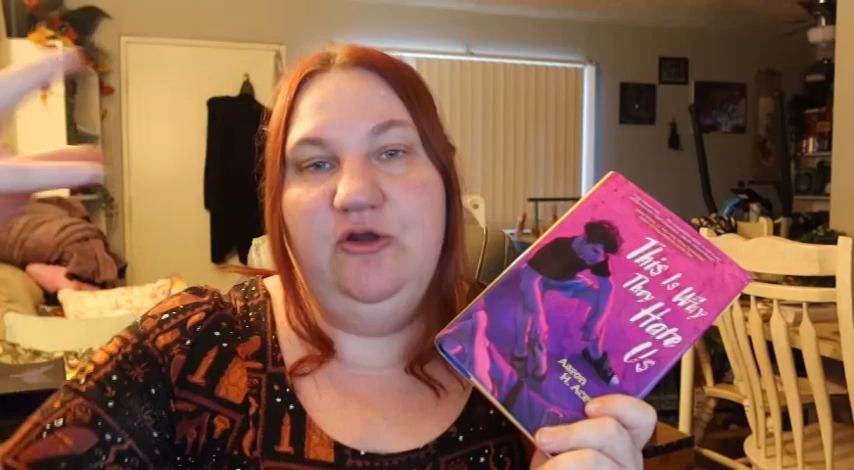 This Is Why
They Hate
Us
Aaron
H. Ace